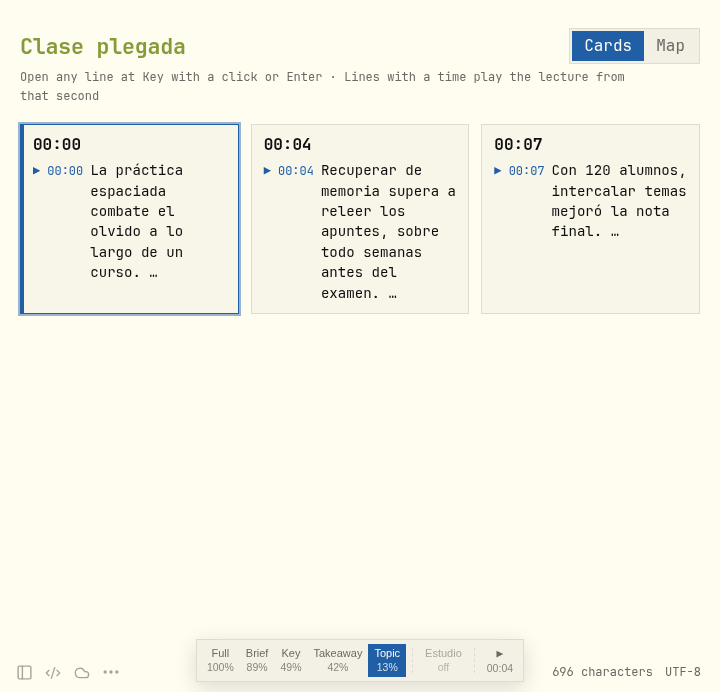 Clase plegada
Cards Map
Open any line at Key with a click or Enter · Lines with a time play the lecture from
that second
00:00
▶ 00:00 La práctica
espaciada
combate el
olvido a lo
largo de un
curso. …
00:04
▶ 00:04 Recuperar de
memoria supera a
releer los
apuntes, sobre
todo semanas
antes del
examen. …
00:07
▶ 00:07 Con 120 alumnos,
intercalar temas
mejoró la nota
final. …
Full Brief Key Takeaway Topic Estudio ▶
100% 89% 49% 42% 13% off 00:04
696 characters UTF-8